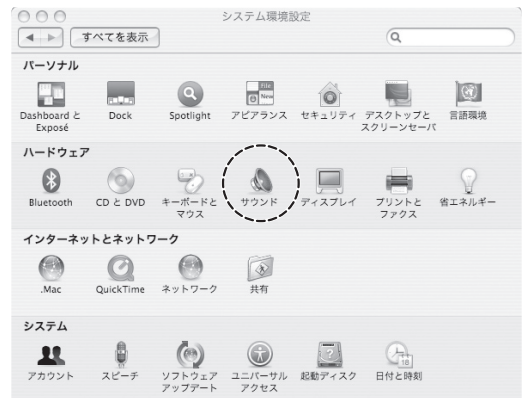 システム環境設定
すべてを表示
パーソナル
Dashboard と
Exposé
Dock
Spotlight
File
New
アピアランス
セキュリティ
デスクトップと
スクリーンセーバ
言語環境
ハードウェア
Bluetooth
CD と DVD
キーボードと
マウス
サウンド
ディスプレイ
プリントと
ファクス
省エネルギー
インターネットとネットワーク
.Mac
QuickTime
ネットワーク
共有
システム
アカウント
スピーチ
ソフトウェア
アップデート
ユニバーサル
アクセス
起動ディスク
18
日付と時刻